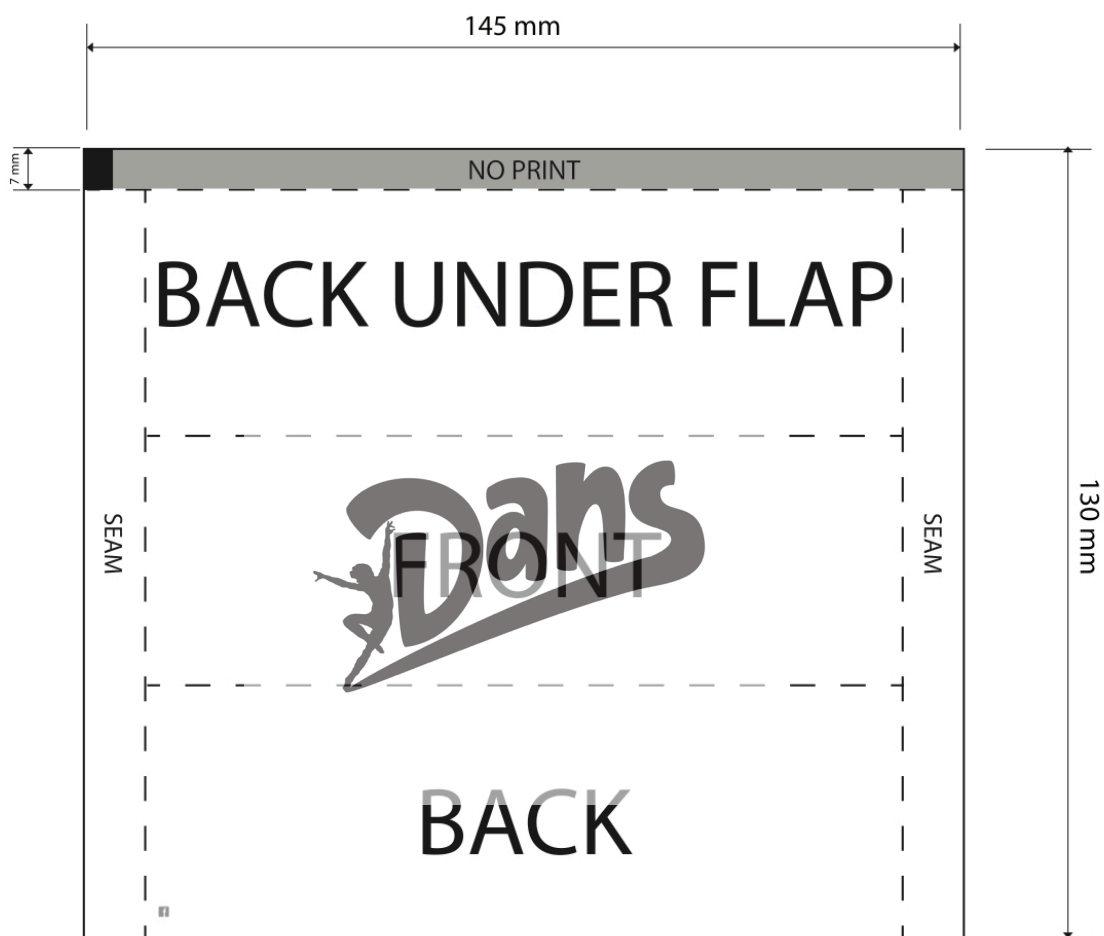 145 mm
7 mm
NO PRINT
BACK UNDER FLAP
SEAM
Dans
FRONT
SEAM
130 mm
BACK
f